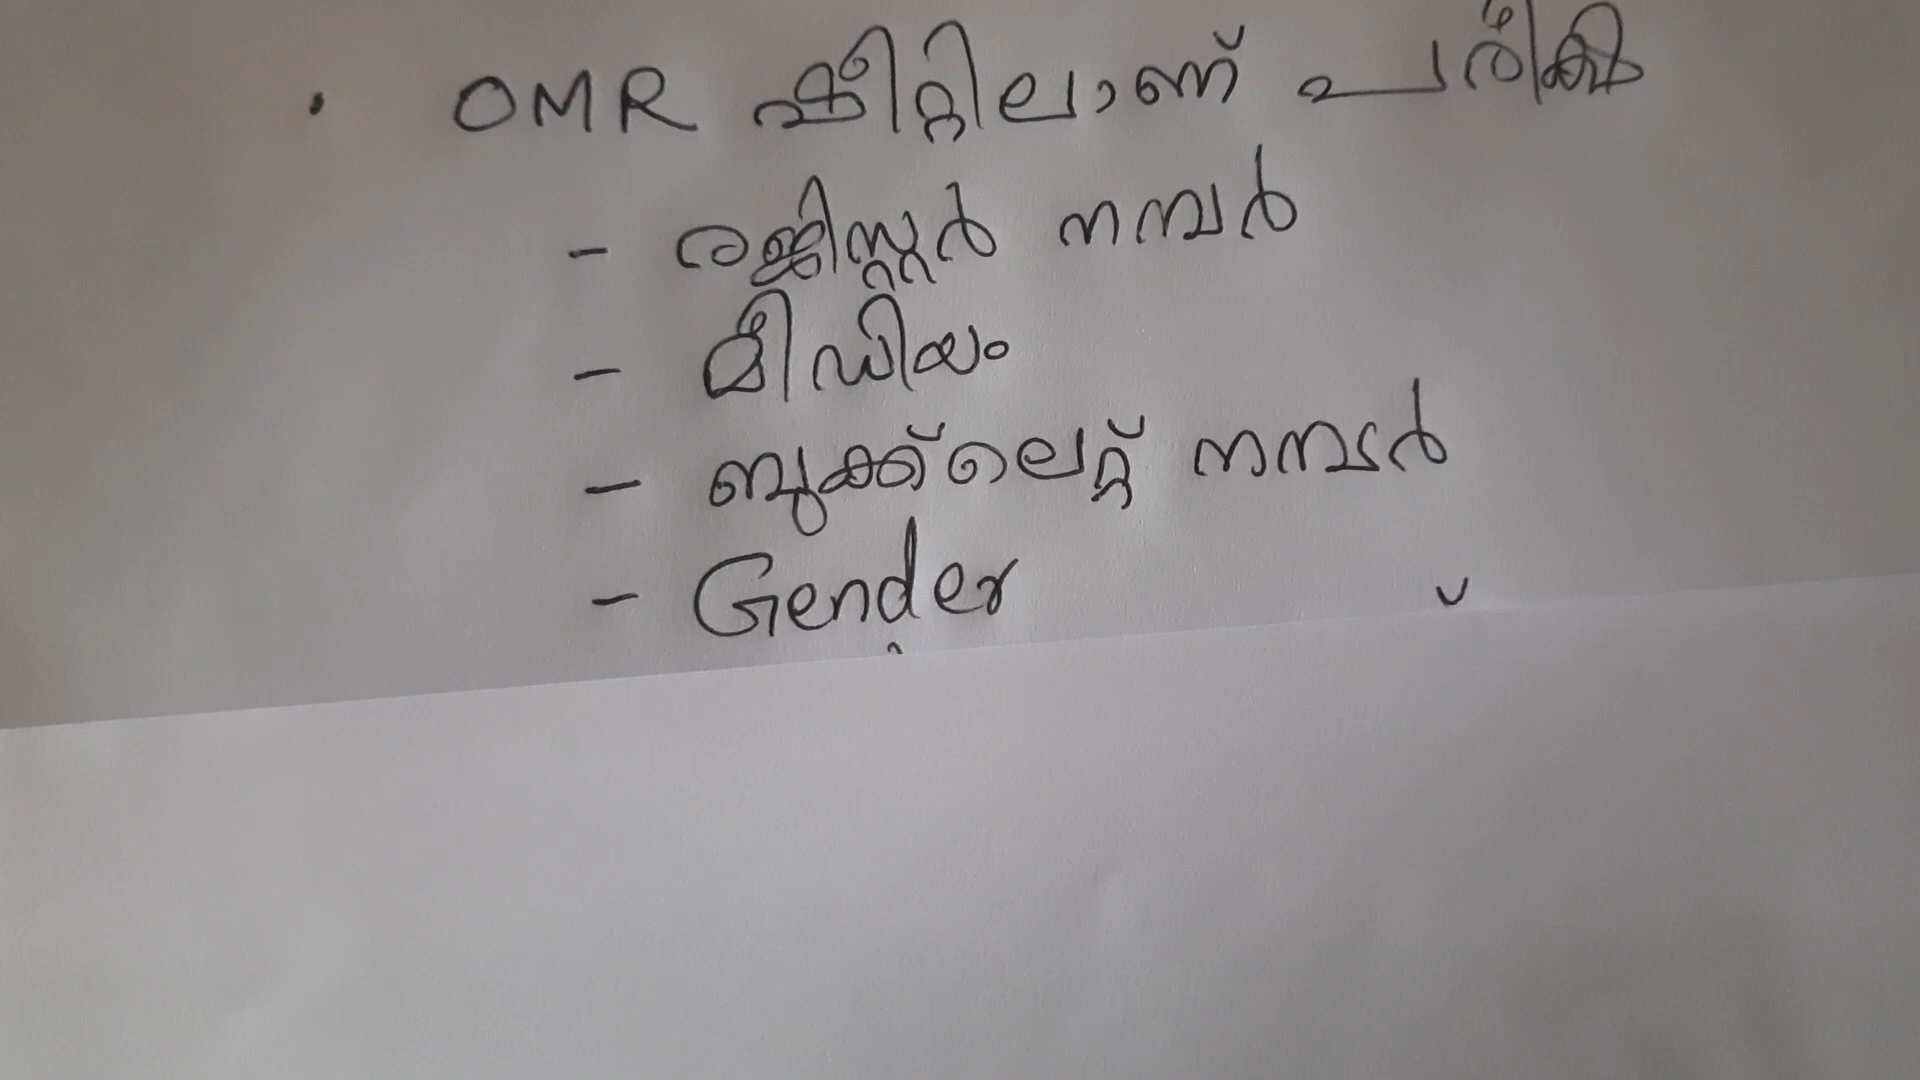 • OMR ഷീറ്റിലാണ് പരീക്ഷ
- രജിസ്റ്റർ നമ്പർ
- മീഡിയം
- ബുക്ക്ലെറ്റ് നമ്പർ
- Gender